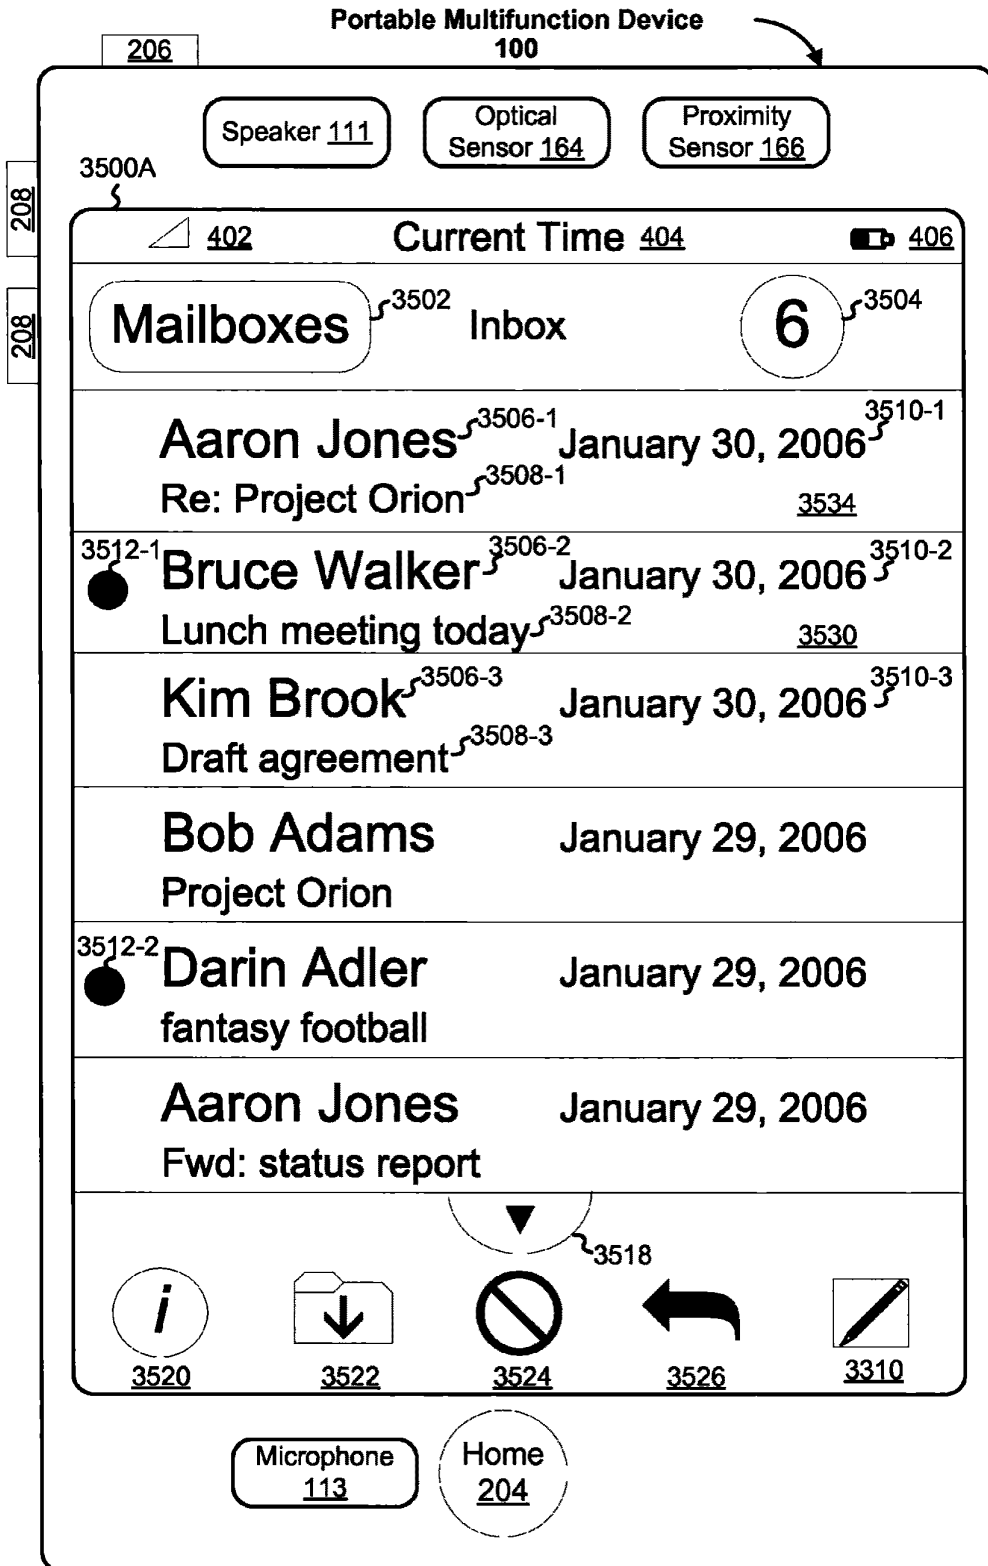 Portable Multifunction Device
100
206
Speaker 111
Optical
Sensor 164
Proximity
Sensor 166
3500A
208
402 Current Time 404 406
208
Mailboxes 3502 Inbox 6 3504
Aaron Jones 3506-1 January 30, 2006 3510-1
Re: Project Orion 3508-1 3534
3512-1 Bruce Walker 3506-2 January 30, 2006 3510-2
Lunch meeting today 3508-2 3530
Kim Brook 3506-3 January 30, 2006 3510-3
Draft agreement 3508-3
Bob Adams January 29, 2006
Project Orion
3512-2 Darin Adler January 29, 2006
fantasy football
Aaron Jones January 29, 2006
Fwd: status report
3518
i
3520 3522 3524 3526 3310
Microphone
113
Home
204